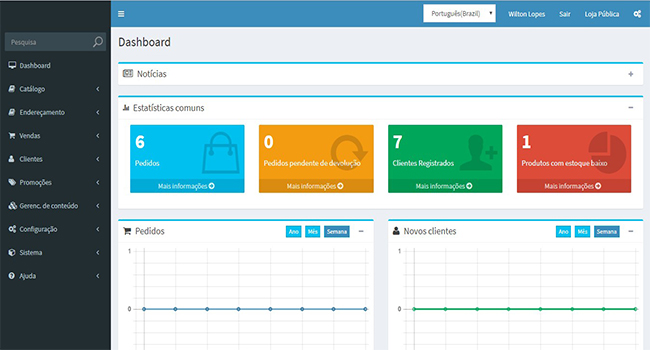 Português(Brazil)
Wilton Lopes
Sair
Loja Pública
Pesquisa
Dashboard
Catálogo
Endereçamento
Vendas
Clientes
Promoções
Gerenc. de conteúdo
Configuração
Sistema
Ajuda
Dashboard
Notícias
Estatísticas comuns
6
Pedidos
Mais informações
0
Pedidos pendente de devolução
Mais informações
7
Clientes Registrados
Mais informações
1
Produtos com estoque baixo
Mais informações
Pedidos
Ano Mês Semana
1
0
Novos clientes
Ano Mês Semana
1
0